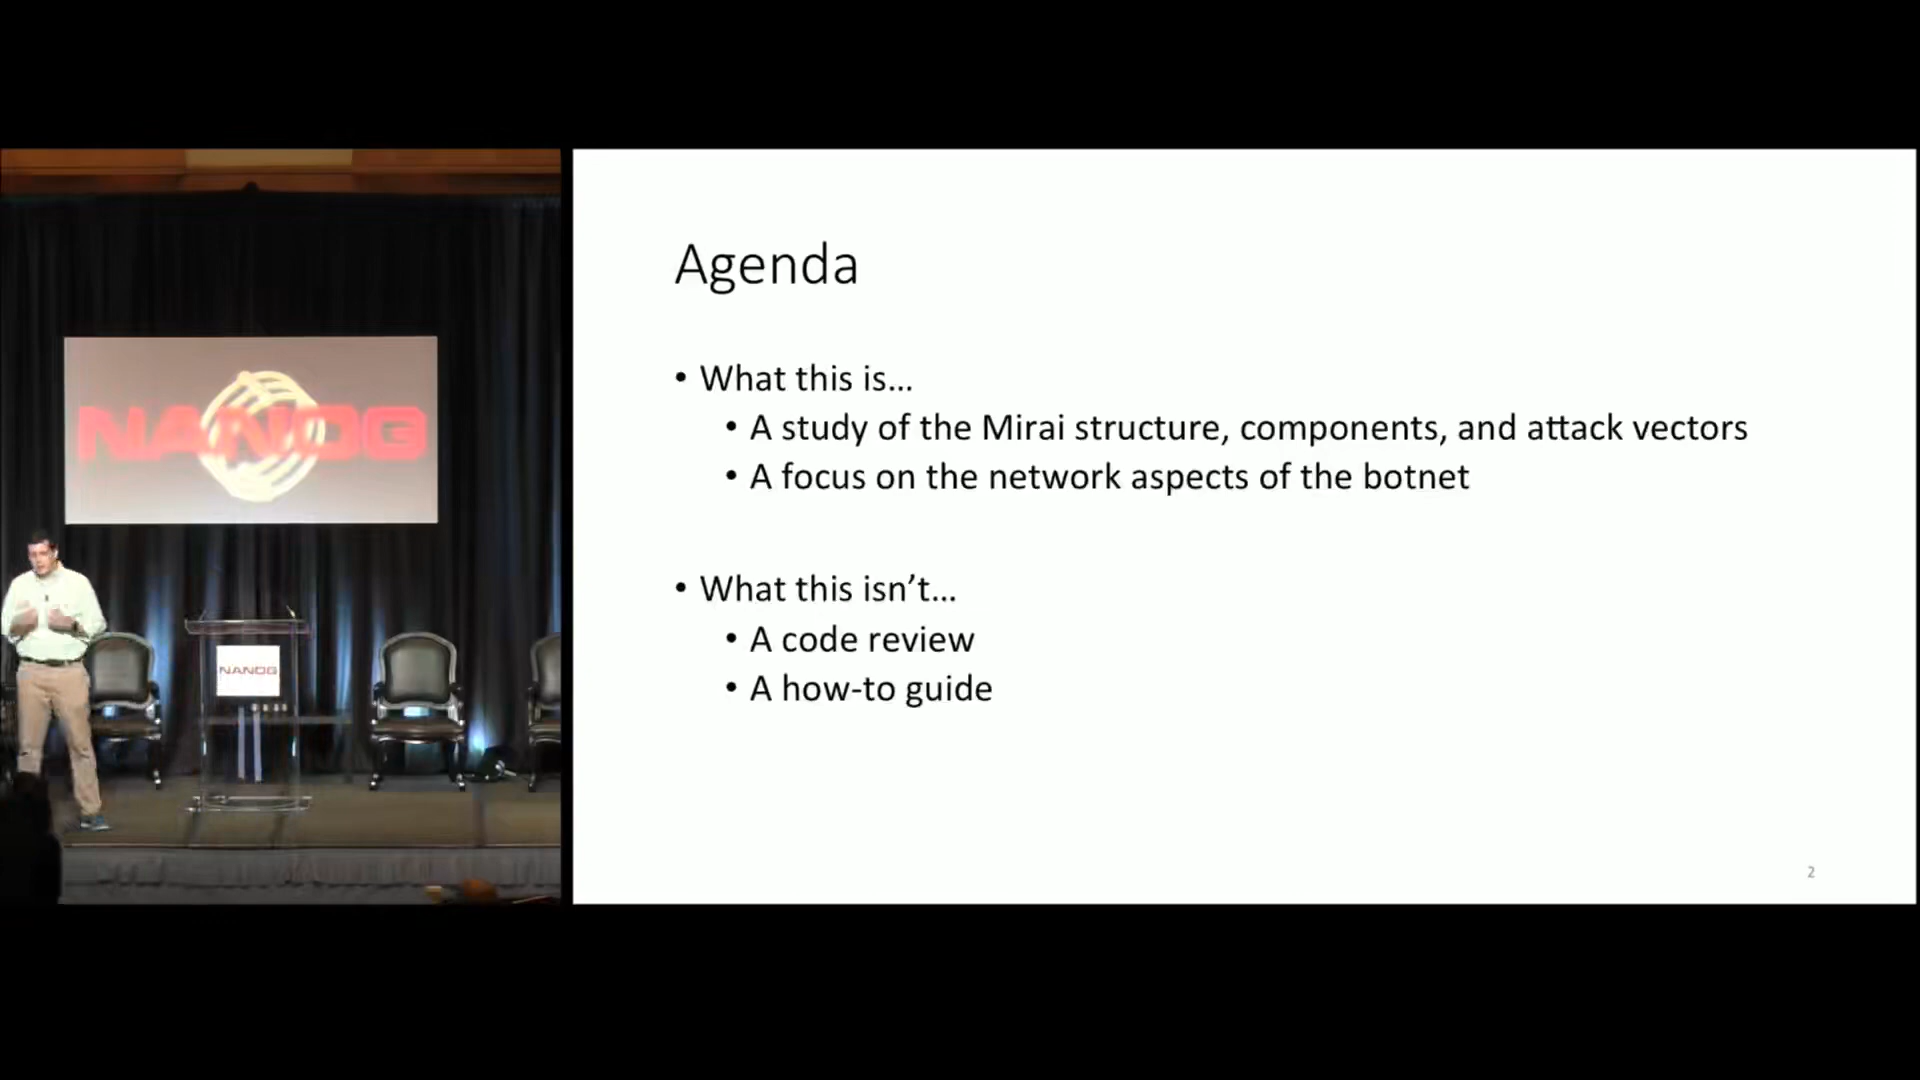 NANOG
NANOG
Agenda
• What this is...
• A study of the Mirai structure, components, and attack vectors
• A focus on the network aspects of the botnet
• What this isn’t...
• A code review
• A how-to guide
2